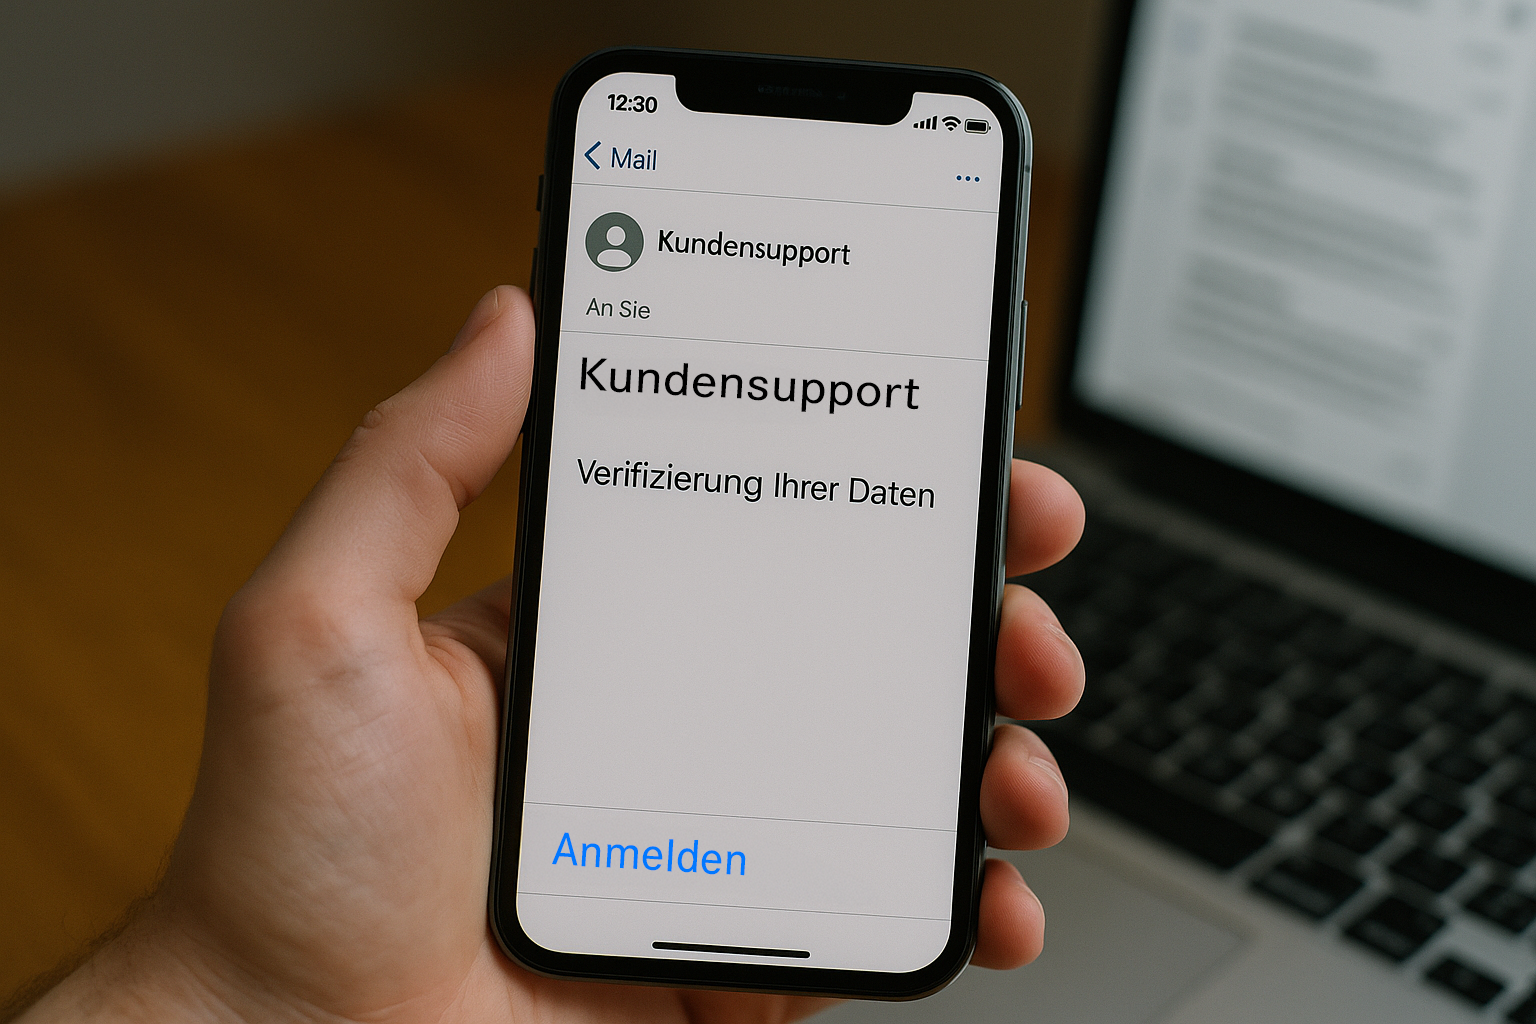 12:30
Mail
Kundensupport
An Sie
Kundensupport
Verifizierung Ihrer Daten
Anmelden